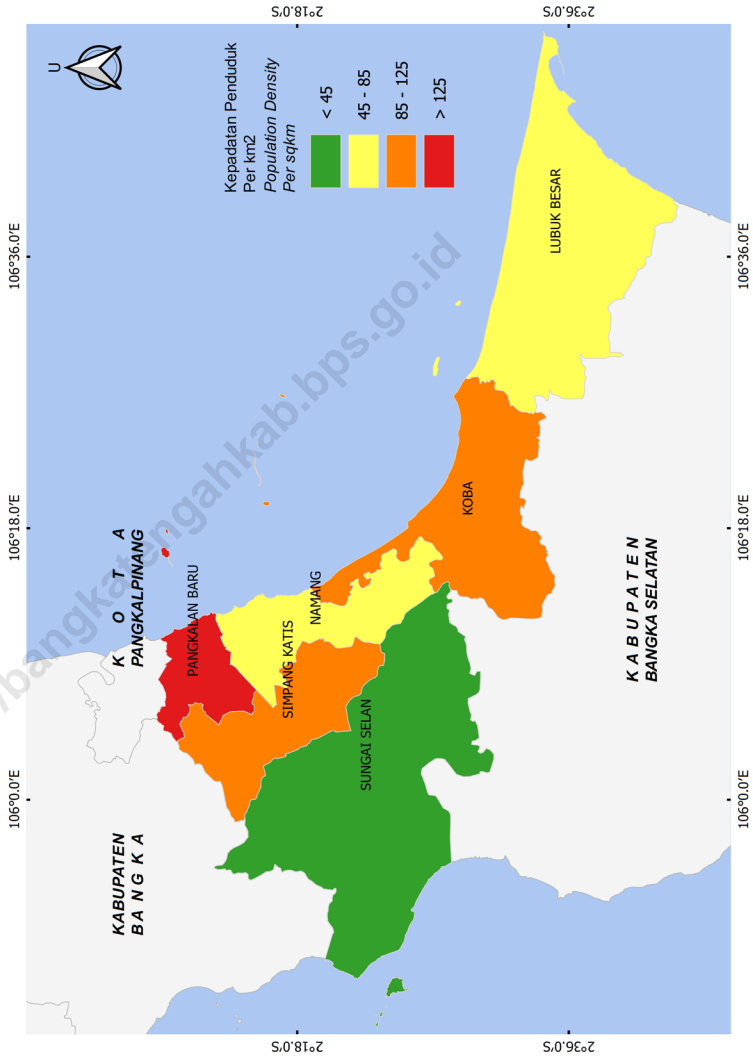 106°0.0'E
106°18.0'E
106°36.0'E
U
KABUPATEN
BANGKA
K O T A
PANGKALPINANG
PANGKALAN BARU
Kepadatan Penduduk
Per km2
Population Density
Per sqkm
< 45
45 - 85
85 - 125
> 125
2°18.0'S
2°18.0'S
SIMPANG KATIS
NAMANG
SUNGAI SELAN
KOBA
LUBUK BESAR
2°36.0'S
2°36.0'S
KABUPATEN
BANGKA SELATAN
106°0.0'E
106°18.0'E
106°36.0'E
/bangkatengahkab.bps.go.id